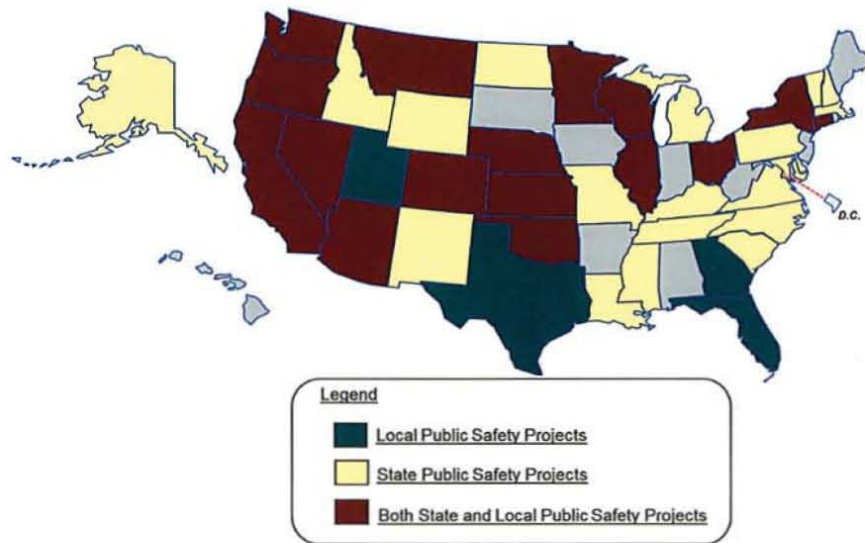 D.C.
Legend
Local Public Safety Projects
State Public Safety Projects
Both State and Local Public Safety Projects